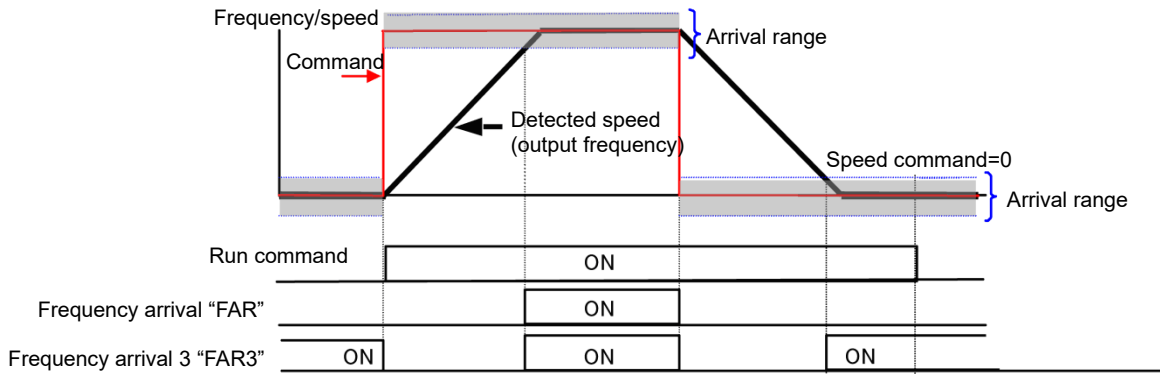 Frequency/speed
Arrival range
Command
Detected speed
(output frequency)
Speed command=0
Arrival range
Run command
ON
Frequency arrival “FAR”
ON
Frequency arrival 3 “FAR3”
ON
ON
ON